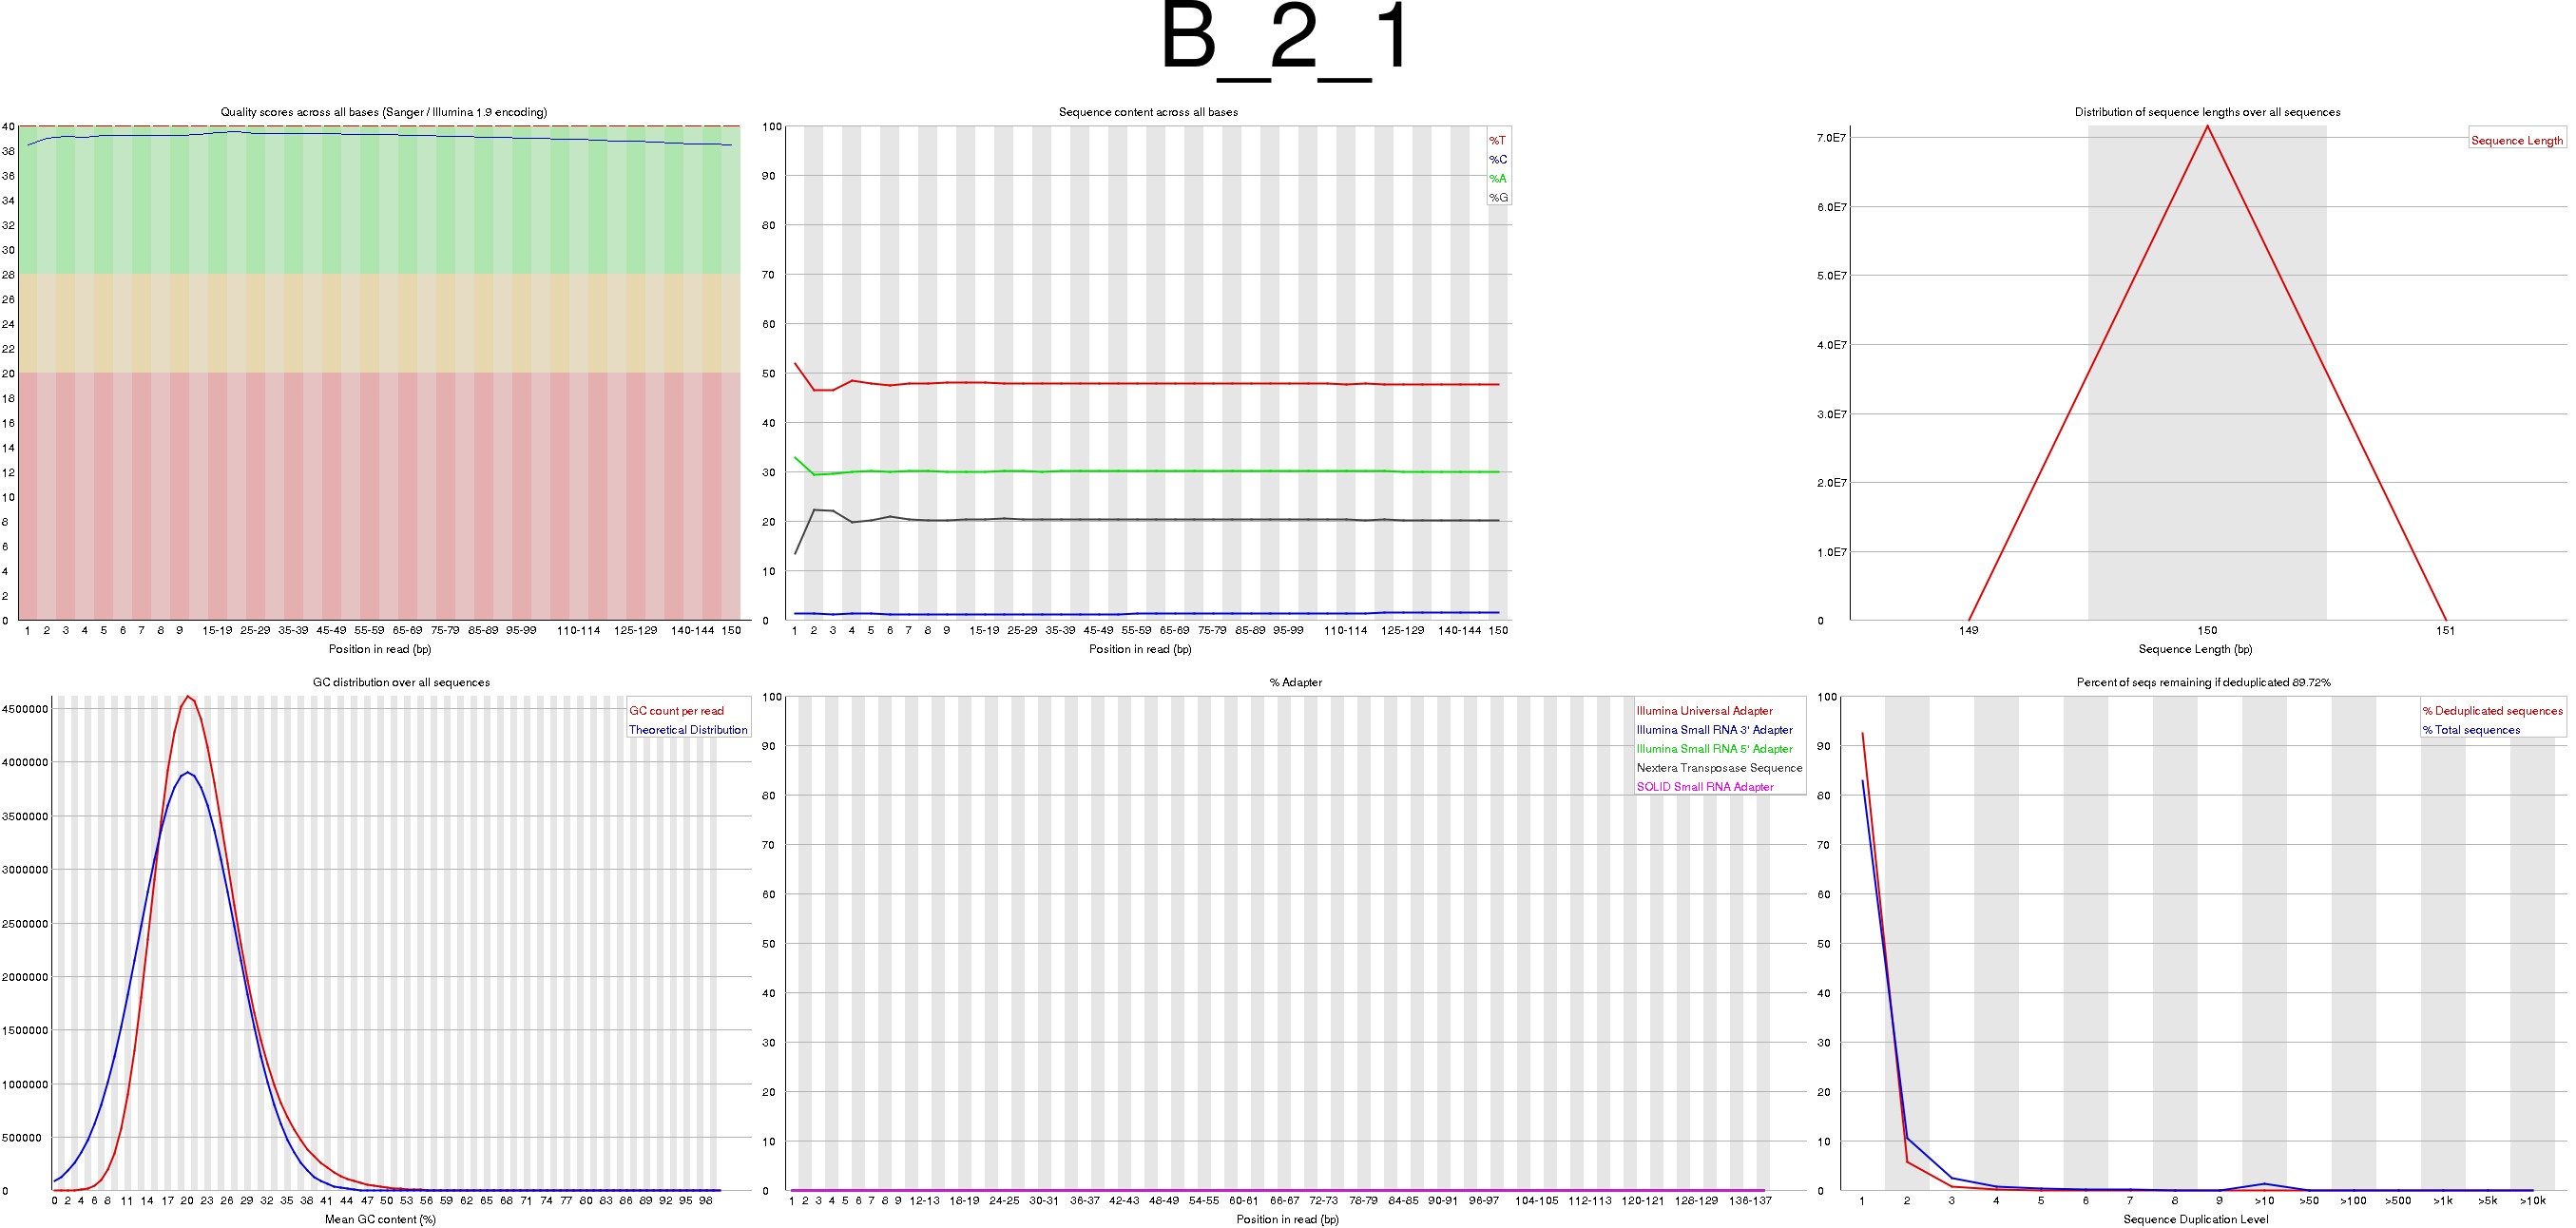 B_2_1
Quality scores across all bases (Sanger / Illumina 1.9 encoding)
40
38
36
34
32
30
28
26
24
22
20
18
16
14
12
10
8
6
4
2
0
1 2 3 4 5 6 7 8 9 15-19 25-29 35-39 45-49 55-59 65-69 75-79 85-89 95-99 110-114 125-129 140-144 150
Position in read (bp)
Sequence content across all bases
%T
%C
%A
%G
100
90
80
70
60
50
40
30
20
10
0
1 2 3 4 5 6 7 8 9 15-19 25-29 35-39 45-49 55-59 65-69 75-79 85-89 95-99 110-114 125-129 140-144 150
Position in read (bp)
Distribution of sequence lengths over all sequences
Sequence Length
7.0E7
6.0E7
5.0E7
4.0E7
3.0E7
2.0E7
1.0E7
0
149 150 151
Sequence Length (bp)
GC distribution over all sequences
GC count per read
Theoretical Distribution
4500000
4000000
3500000
3000000
2500000
2000000
1500000
1000000
500000
0
0 2 4 6 8 11 14 17 20 23 26 29 32 35 38 41 44 47 50 53 56 59 62 65 68 71 74 77 80 83 86 89 92 95 98
Mean GC content (%)
% Adapter
Illumina Universal Adapter
Illumina Small RNA 3' Adapter
Illumina Small RNA 5' Adapter
Nextera Transposase Sequence
SOLID Small RNA Adapter
100
90
80
70
60
50
40
30
20
10
0
1 2 3 4 5 6 7 8 9 12-13 18-19 24-25 30-31 36-37 42-43 48-49 54-55 60-61 66-67 72-73 78-79 84-85 90-91 96-97 104-105 112-113 120-121 128-129 136-137
Position in read (bp)
Percent of seqs remaining if deduplicated 89.72%
% Deduplicated sequences
% Total sequences
100
90
80
70
60
50
40
30
20
10
0
1 2 3 4 5 6 7 8 9 >10 >50 >100 >500 >1k >5k >10k
Sequence Duplication Level